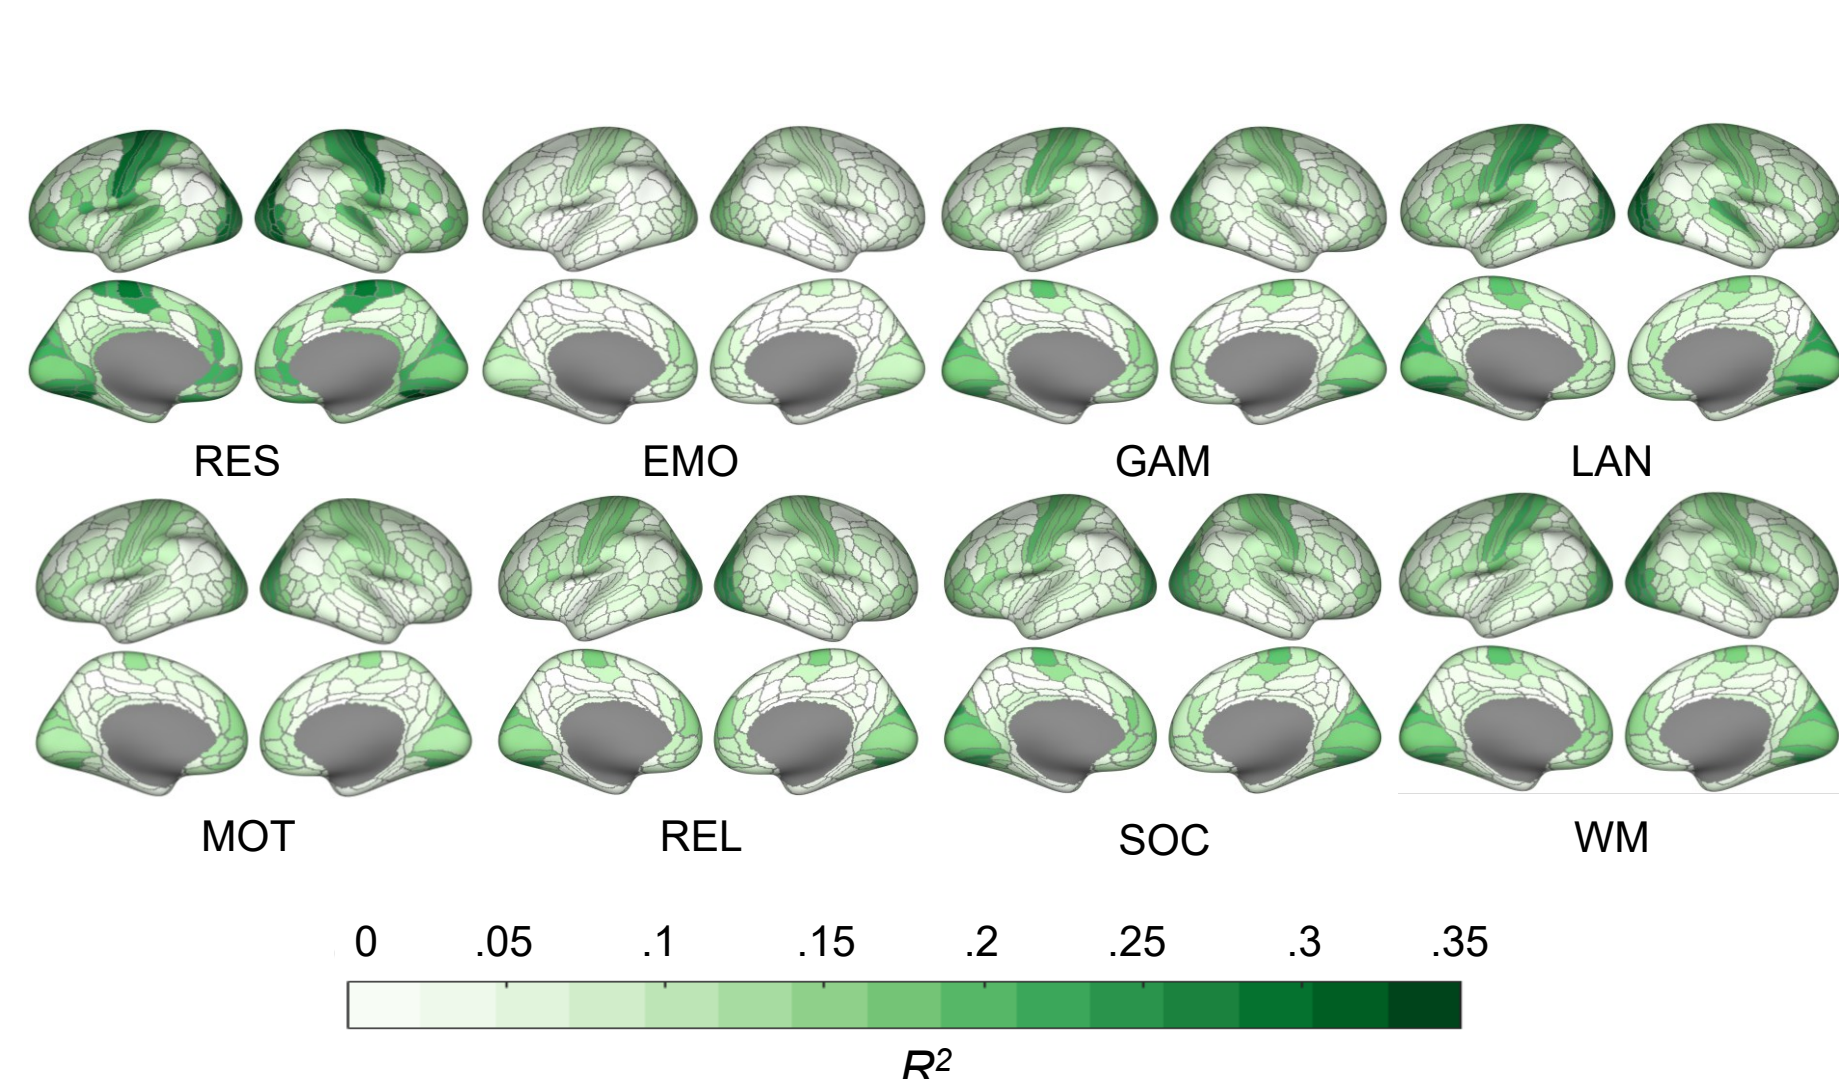 RES EMO GAM LAN
MOT REL SOC WM
0 .05 .1 .15 .2 .25 .3 .35
R²